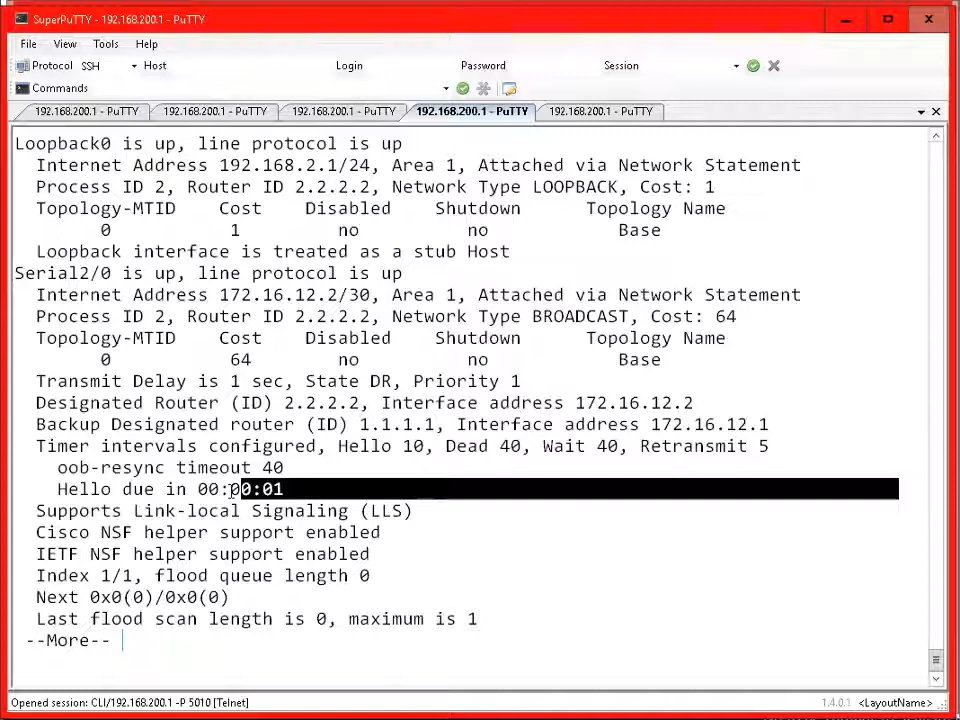 SuperPuTTY - 192.168.200.1 - PuTTY
File View Tools Help
Protocol SSH Host Login Password Session
Commands
192.168.200.1 - PuTTY 192.168.200.1 - PuTTY 192.168.200.1 - PuTTY 192.168.200.1 - PuTTY 192.168.200.1 - PuTTY
Loopback0 is up, line protocol is up
Internet Address 192.168.2.1/24, Area 1, Attached via Network Statement
Process ID 2, Router ID 2.2.2.2, Network Type LOOPBACK, Cost: 1
Topology-MTID Cost Disabled Shutdown Topology Name
0 1 no no Base
Loopback interface is treated as a stub Host
Serial2/0 is up, line protocol is up
Internet Address 172.16.12.2/30, Area 1, Attached via Network Statement
Process ID 2, Router ID 2.2.2.2, Network Type BROADCAST, Cost: 64
Topology-MTID Cost Disabled Shutdown Topology Name
0 64 no no Base
Transmit Delay is 1 sec, State DR, Priority 1
Designated Router (ID) 2.2.2.2, Interface address 172.16.12.2
Backup Designated router (ID) 1.1.1.1, Interface address 172.16.12.1
Timer intervals configured, Hello 10, Dead 40, Wait 40, Retransmit 5
oob-resync timeout 40
Hello due in 00:00:01
Supports Link-local Signaling (LLS)
Cisco NSF helper support enabled
IETF NSF helper support enabled
Index 1/1, flood queue length 0
Next 0x0(0)/0x0(0)
Last flood scan length is 0, maximum is 1
--More--
Opened session: CLI/192.168.200.1 -P 5010 [Telnet] 1.4.0.1 <LayoutName>